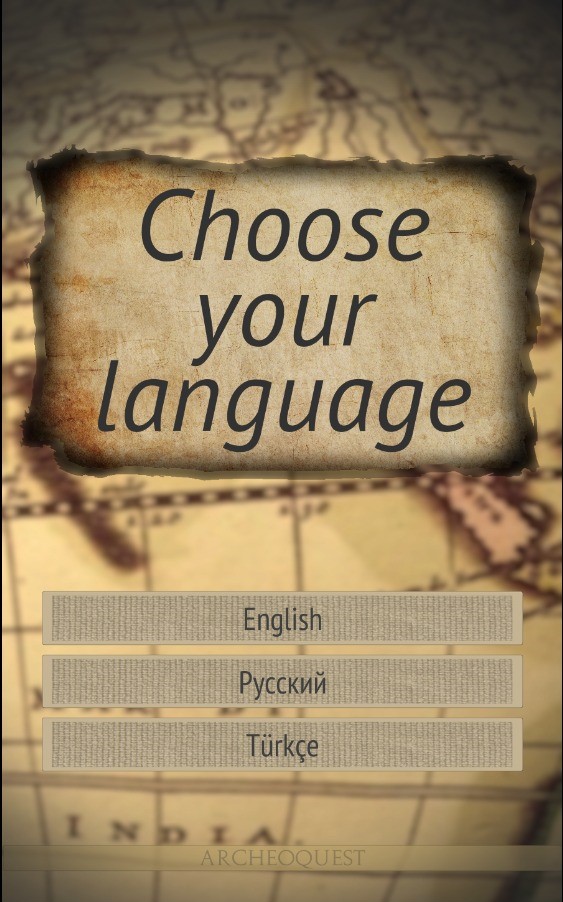 Choose
your
language
English
Русский
Türkçe
INDIA.
ARCHEOQUEST